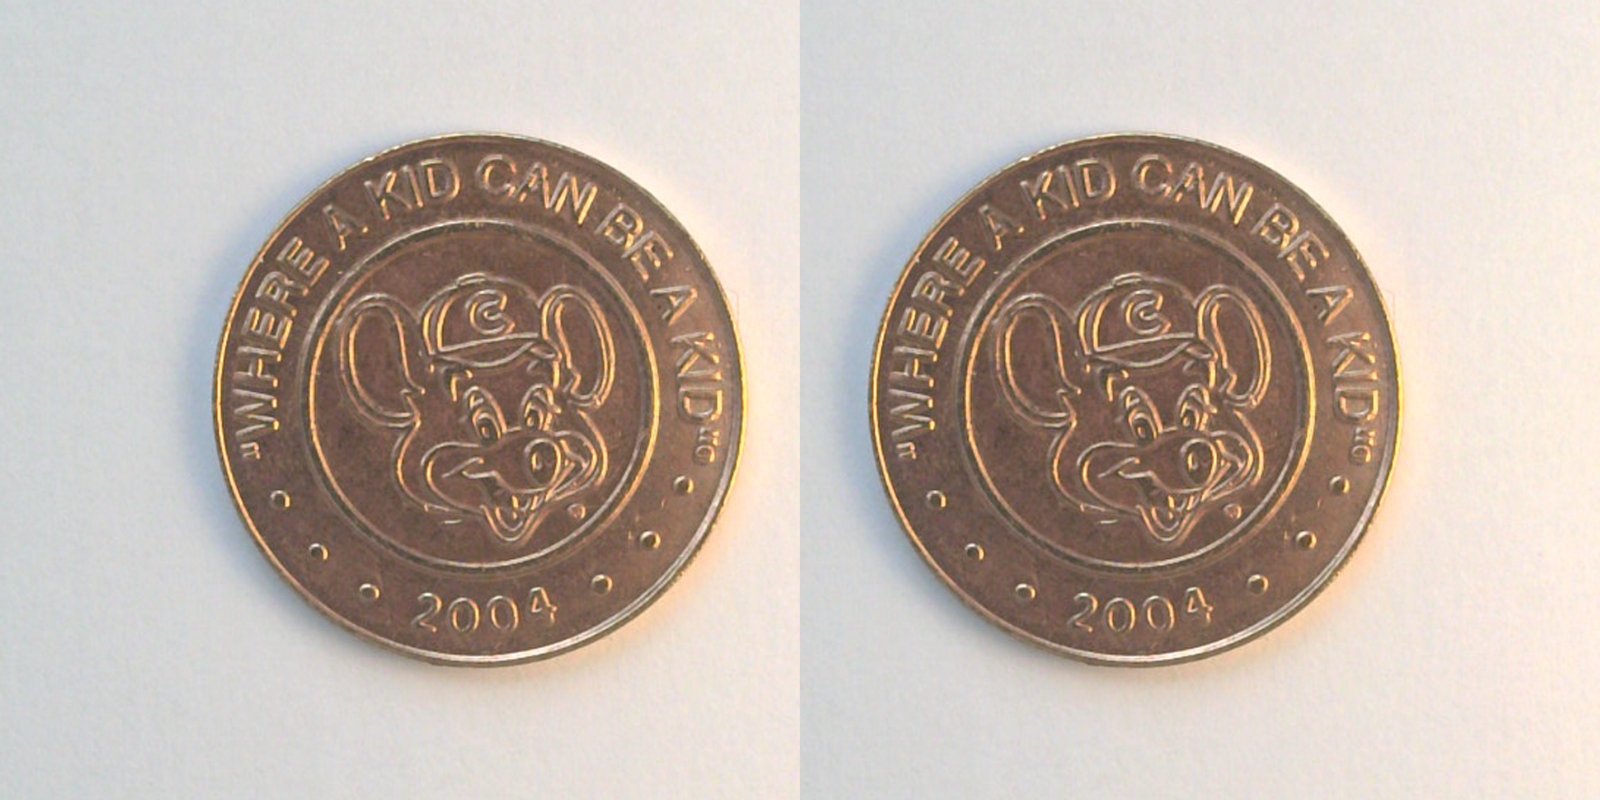 "WHERE A KID CAN BE A KID"®
C
2004
"WHERE A KID CAN BE A KID"®
C
2004